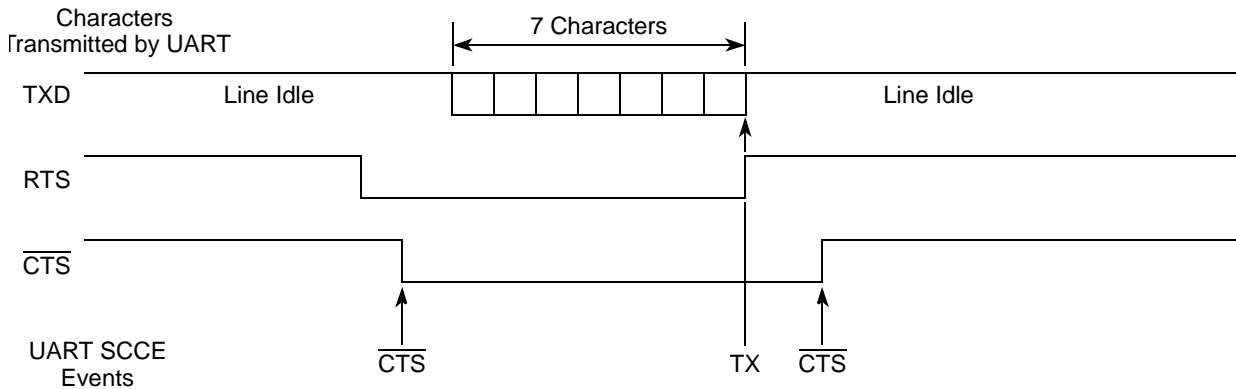 Characters
Transmitted by UART
7 Characters
TXD
Line Idle
Line Idle
RTS
CTS
UART SCCE
Events
CTS
TX
CTS